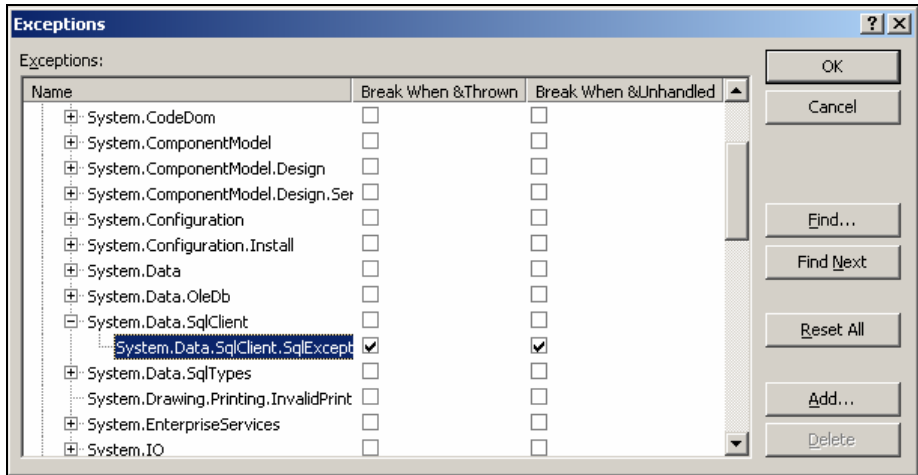 Exceptions
Exceptions:
Name Break When &Thrown Break When &Unhandled
System.CodeDom
System.ComponentModel
System.ComponentModel.Design
System.ComponentModel.Design.Ser
System.Configuration
System.Configuration.Install
System.Data
System.Data.OleDb
System.Data.SqlClient
System.Data.SqlClient.SqlExcept
System.Data.SqlTypes
System.Drawing.Printing.InvalidPrint
System.EnterpriseServices
System.IO
OK
Cancel
Find...
Find Next
Reset All
Add...
Delete